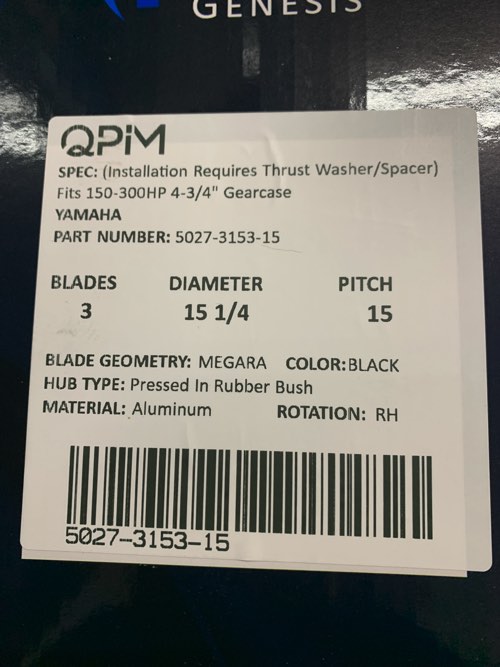 GENESIS
QPiM
SPEC: (Installation Requires Thrust Washer/Spacer)
Fits 150-300HP 4-3/4" Gearcase
YAMAHA
PART NUMBER: 5027-3153-15
BLADES DIAMETER PITCH
3 15 1/4 15
BLADE GEOMETRY: MEGARA COLOR:BLACK
HUB TYPE: Pressed In Rubber Bush
MATERIAL: Aluminum ROTATION: RH
5027-3153-15